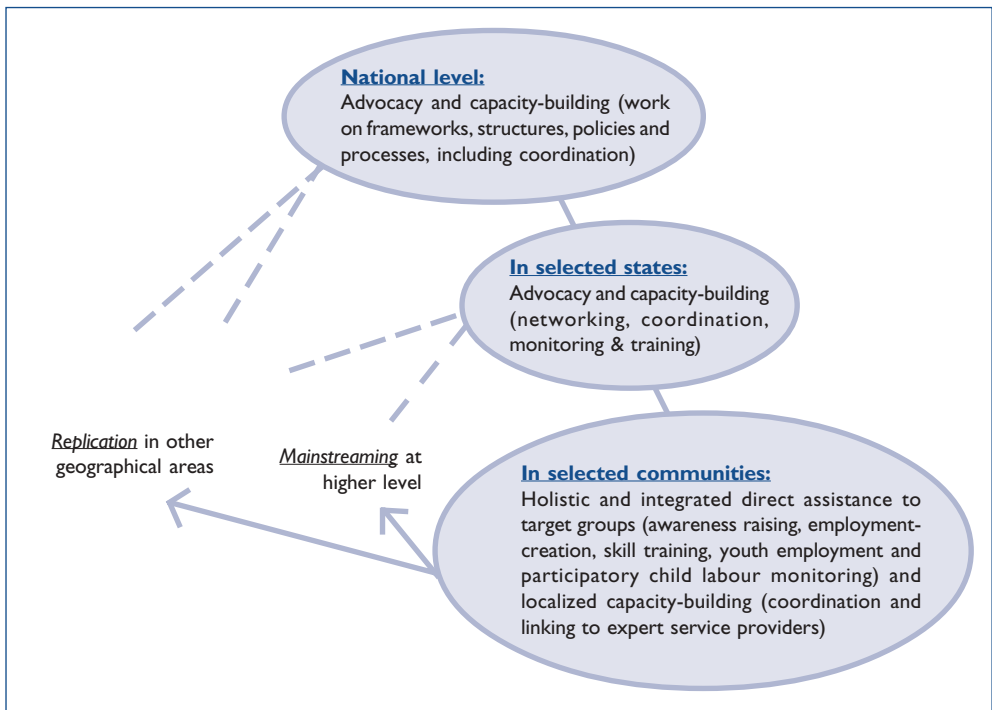 National level:
Advocacy and capacity-building (work
on frameworks, structures, policies and
processes, including coordination)
In selected states:
Advocacy and capacity-building
(networking, coordination,
monitoring & training)
Replication in other
geographical areas
Mainstreaming at
higher level
In selected communities:
Holistic and integrated direct assistance to
target groups (awareness raising, employment-
creation, skill training, youth employment and
participatory child labour monitoring) and
localized capacity-building (coordination and
linking to expert service providers)